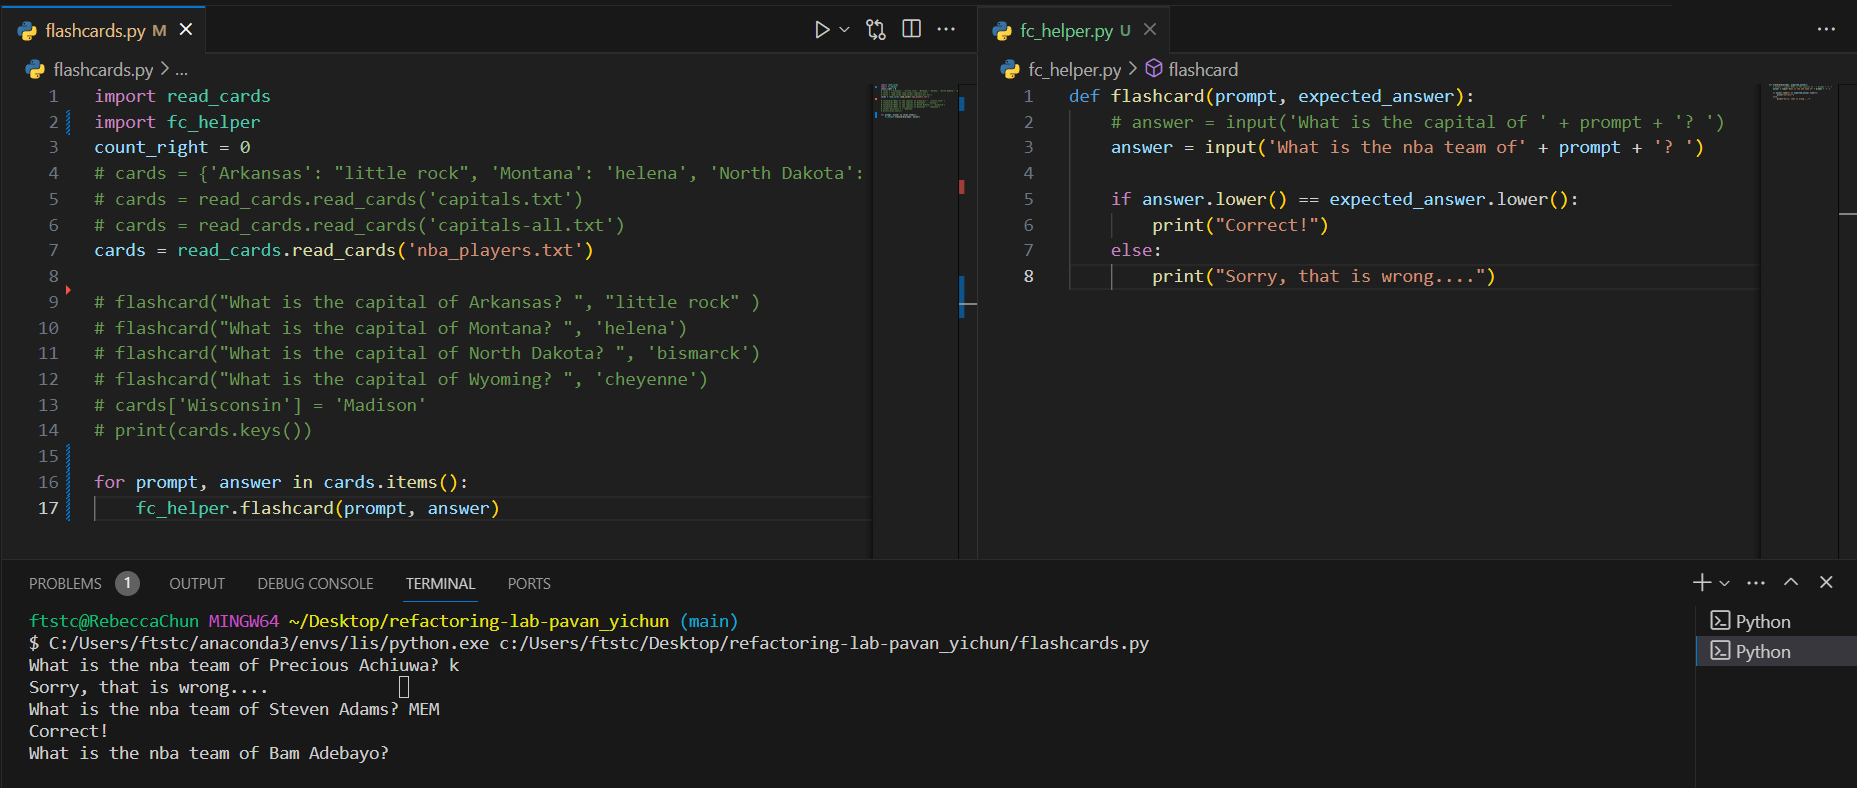 flashcards.py M
flashcards.py > ...
1 import read_cards
2 import fc_helper
3 count_right = 0
4 # cards = {'Arkansas': "little rock", 'Montana': 'helena', 'North Dakota':
5 # cards = read_cards.read_cards('capitals.txt')
6 # cards = read_cards.read_cards('capitals-all.txt')
7 cards = read_cards.read_cards('nba_players.txt')
8
9 # flashcard("What is the capital of Arkansas? ", "little rock" )
10 # flashcard("What is the capital of Montana? ", 'helena')
11 # flashcard("What is the capital of North Dakota? ", 'bismarck')
12 # flashcard("What is the capital of Wyoming? ", 'cheyenne')
13 # cards['Wisconsin'] = 'Madison'
14 # print(cards.keys())
15
16 for prompt, answer in cards.items():
17     fc_helper.flashcard(prompt, answer)
fc_helper.py U
fc_helper.py > flashcard
1 def flashcard(prompt, expected_answer):
2     # answer = input('What is the capital of ' + prompt + '? ')
3     answer = input('What is the nba team of' + prompt + '? ')
4
5     if answer.lower() == expected_answer.lower():
6         print("Correct!")
7     else:
8         print("Sorry, that is wrong....")
PROBLEMS 1 OUTPUT DEBUG CONSOLE TERMINAL PORTS
ftstc@RebeccaChun MINGW64 ~/Desktop/refactoring-lab-pavan_yichun (main)
$ C:/Users/ftstc/anaconda3/envs/lis/python.exe c:/Users/ftstc/Desktop/refactoring-lab-pavan_yichun/flashcards.py
What is the nba team of Precious Achiuwa? k
Sorry, that is wrong....
What is the nba team of Steven Adams? MEM
Correct!
What is the nba team of Bam Adebayo?
Python
Python